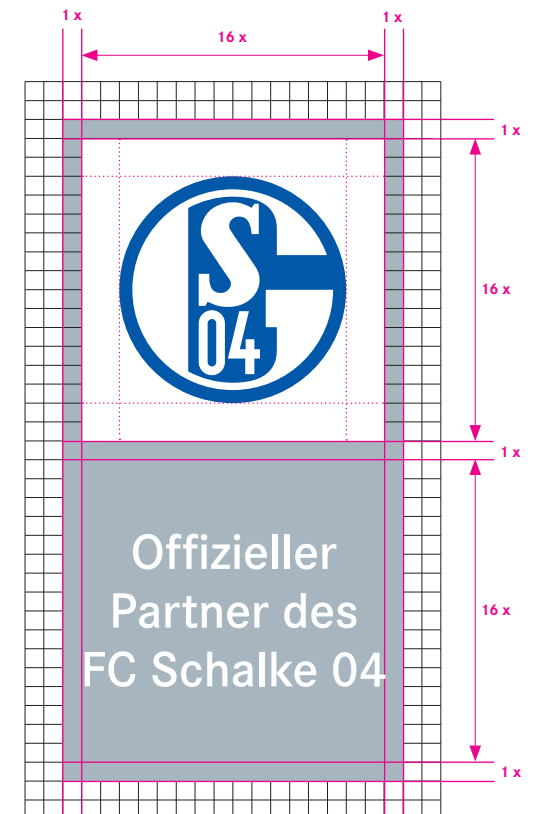 1 x
1 x
16 x
1 x
S
04
16 x
1 x
Offizieller
Partner des
FC Schalke 04
16 x
1 x